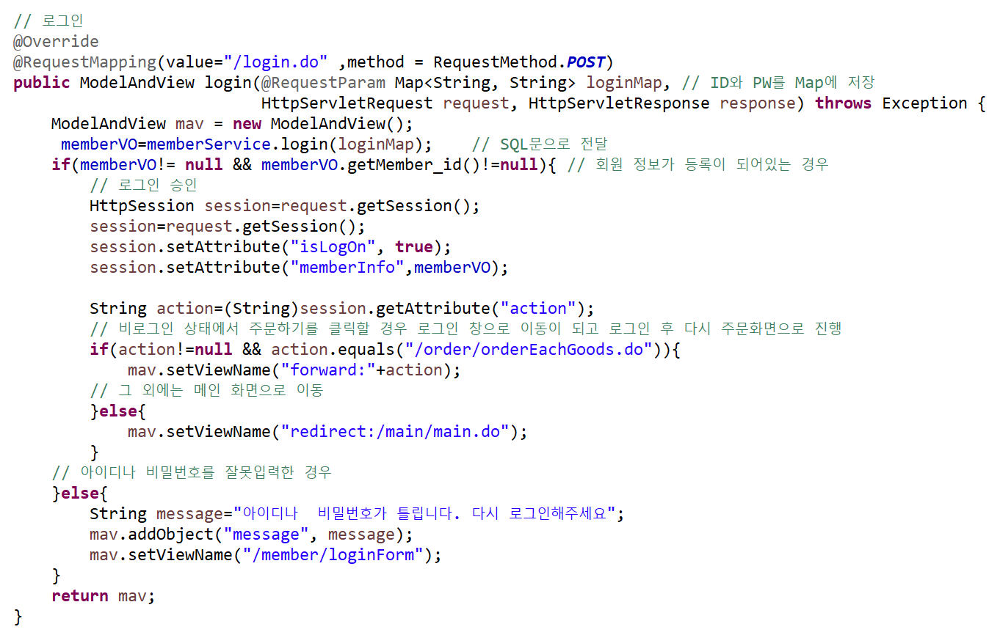 // 로그인
@Override
@RequestMapping(value="/login.do" ,method = RequestMethod.POST)
public ModelAndView login(@RequestParam Map<String, String> loginMap, // ID와 PW를 Map에 저장
                          HttpServletRequest request, HttpServletResponse response) throws Exception {
    ModelAndView mav = new ModelAndView();
     memberVO=memberService.login(loginMap);    // SQL문으로 전달
    if(memberVO!= null && memberVO.getMember_id()!=null){ // 회원 정보가 등록이 되어있는 경우
        // 로그인 승인
        HttpSession session=request.getSession();
        session=request.getSession();
        session.setAttribute("isLogOn", true);
        session.setAttribute("memberInfo",memberVO);

        String action=(String)session.getAttribute("action");
        // 비로그인 상태에서 주문하기를 클릭할 경우 로그인 창으로 이동이 되고 로그인 후 다시 주문화면으로 진행
        if(action!=null && action.equals("/order/orderEachGoods.do")){
            mav.setViewName("forward:"+action);
        // 그 외에는 메인 화면으로 이동
        }else{
            mav.setViewName("redirect:/main/main.do");
        }
    // 아이디나 비밀번호를 잘못입력한 경우
    }else{
        String message="아이디나  비밀번호가 틀립니다. 다시 로그인해주세요";
        mav.addObject("message", message);
        mav.setViewName("/member/loginForm");
    }
    return mav;
}